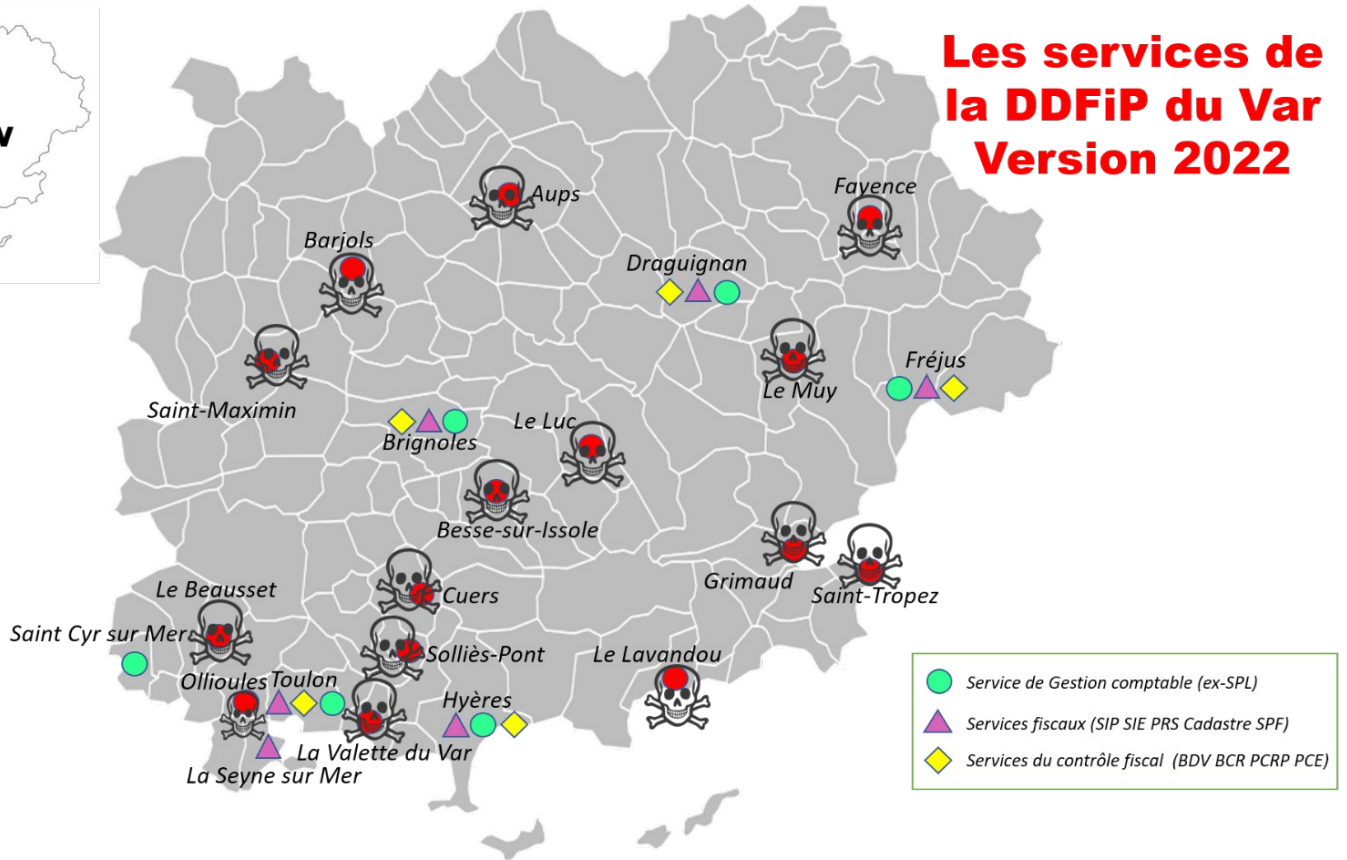 Les services de
la DDFiP du Var
Version 2022
Aups
Fayence
Barjols
Draguignan
Fréjus
Le Muy
Saint-Maximin
Le Luc
Brignoles
Besse-sur-Issole
Grimaud
Saint-Tropez
Le Beausset
Cuers
Saint Cyr sur Mer
Solliès-Pont
Le Lavandou
Ollioules
Toulon
Hyères
La Valette du Var
La Seyne sur Mer
Service de Gestion comptable (ex-SPL)
Services fiscaux (SIP SIE PRS Cadastre SPF)
Services du contrôle fiscal (BDV BCR PCRP PCE)